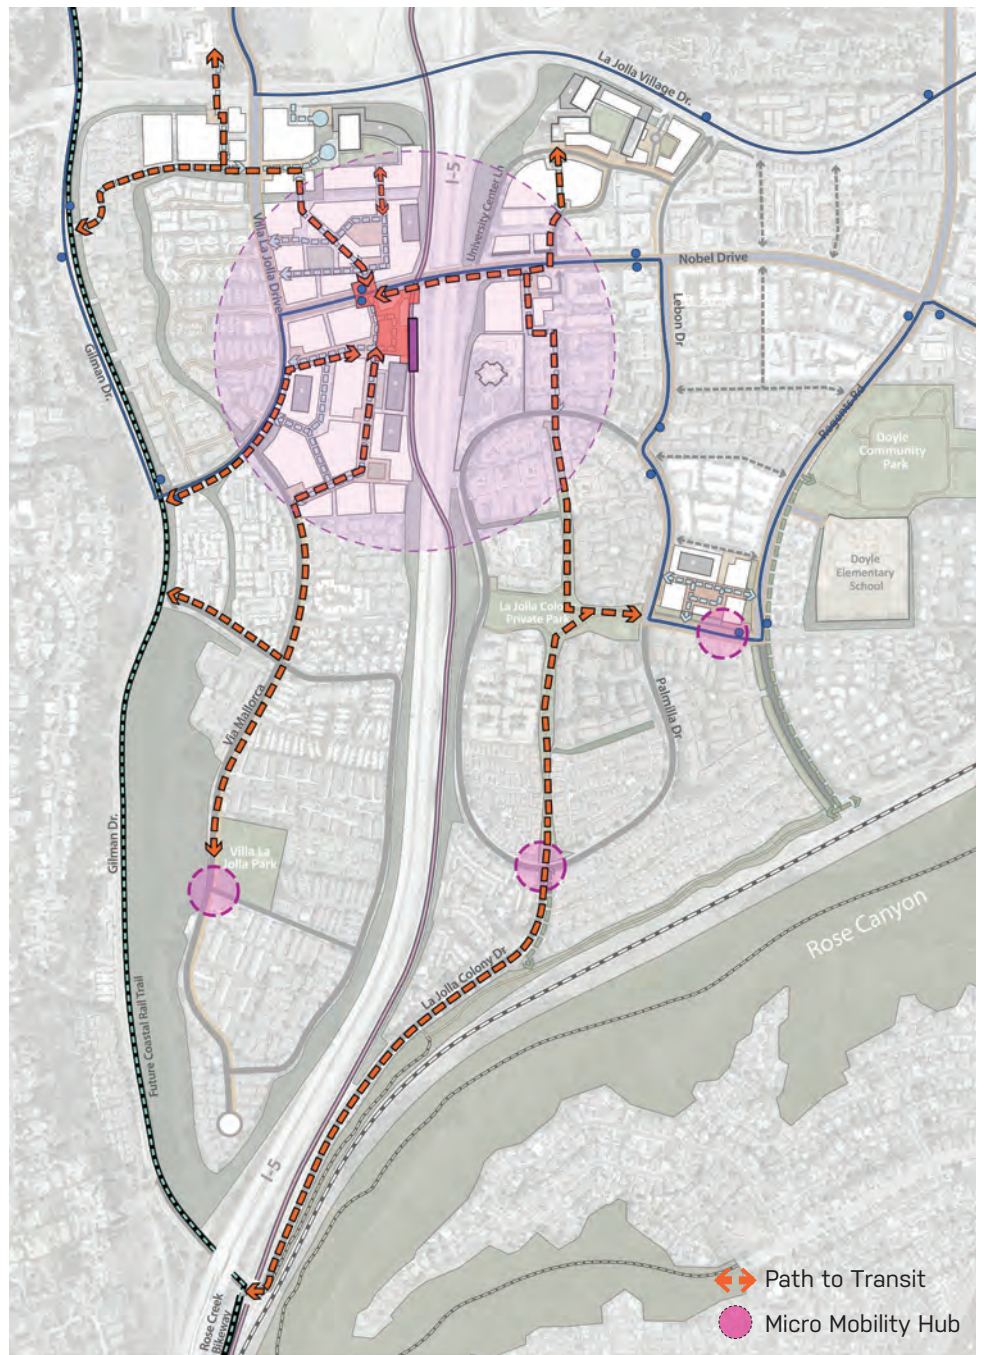 La Jolla Village Dr.
I-5
University Center Ln
Villa La Jolla Drive
Nobel Drive
Lebon Dr
Gilman Dr.
Regents Rd
Doyle
Community
Park
Doyle
Elementary
School
La Jolla Colony
Private Park
Palmilla Dr.
Via Mallorca
Villa La
Jolla Park
Gilman Dr.
Rose Canyon
La Jolla Colony Dr
Future Coastal Rail Trail
I-5
Path to Transit
Rose Creek
Bikeway
Micro Mobility Hub